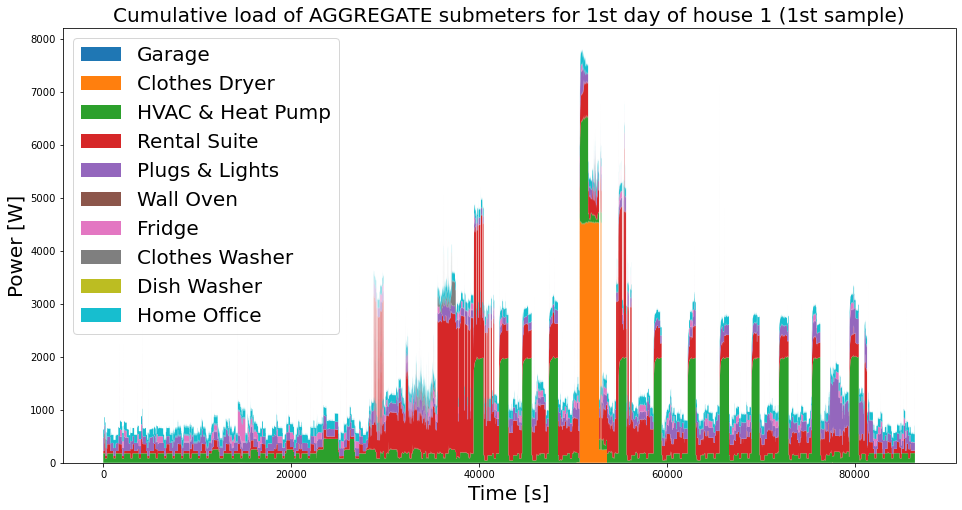 Cumulative load of AGGREGATE submeters for 1st day of house 1 (1st sample)
8000
7000
6000
5000
4000
3000
2000
1000
0
Power [W]
Garage
Clothes Dryer
HVAC & Heat Pump
Rental Suite
Plugs & Lights
Wall Oven
Fridge
Clothes Washer
Dish Washer
Home Office
0 20000 40000 60000 80000
Time [s]